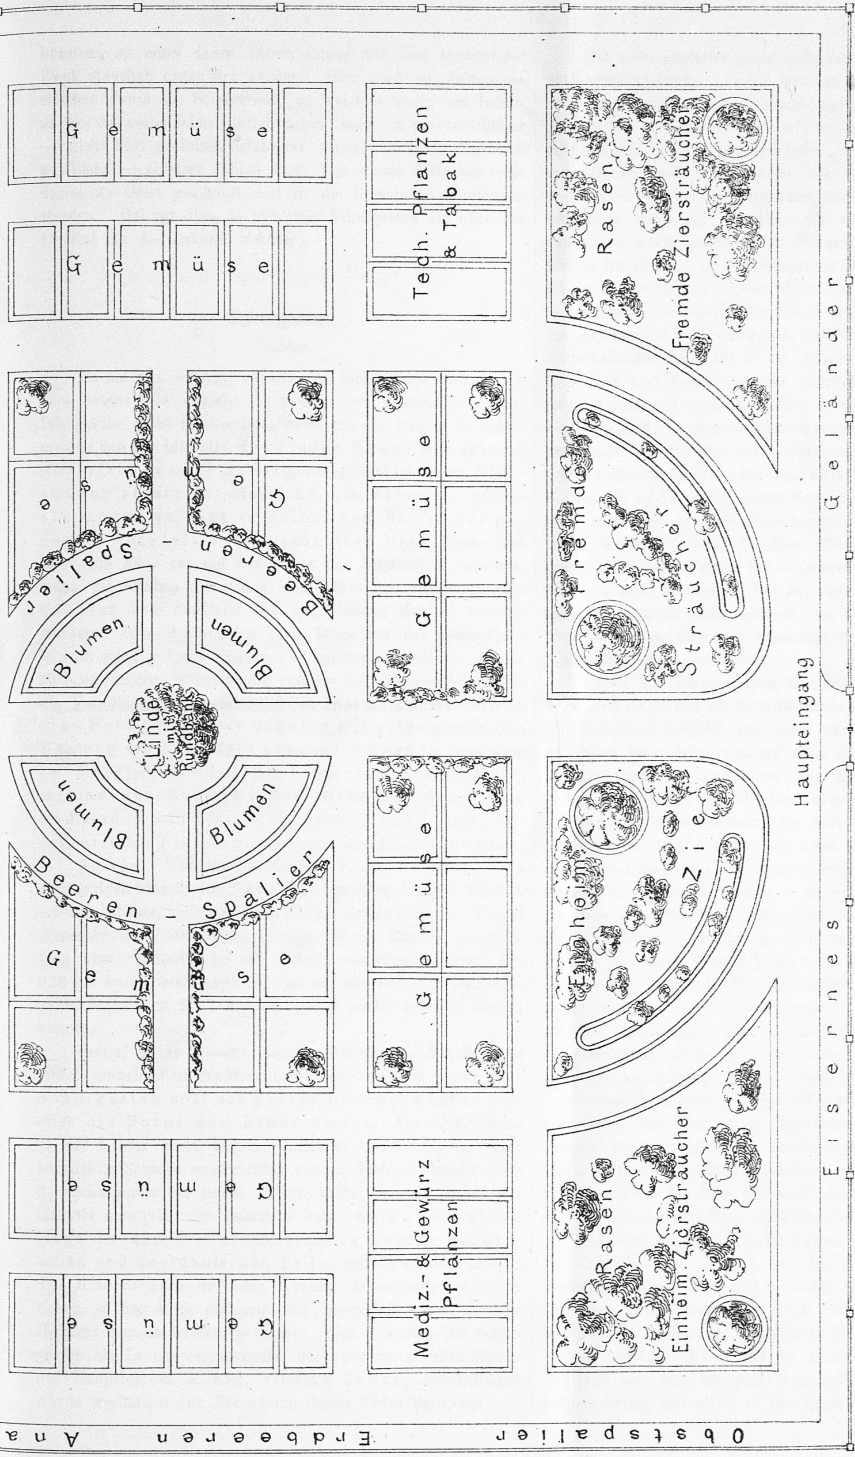 Gemüse
Tech. Pflanzen
& Tabak
Rasen
Fremde Ziersträucher
Gemüse
Gemüse
Spalier
Beeren
Gemüse
Fremde
Sträucher
Blumen
Blumen
Linde
mit
Rundbank
Blumen
Blumen
Haupteingang
Beeren
Spalier
Gemüse
Gemüse
Einheim
Zier
Gemüse
Mediz.- & Gewürz
Pflanzen
Rasen
Einheim Ziersträucher
Gemüse
Eisernes Geländer
Ana Erdbeeren
Obstspalier